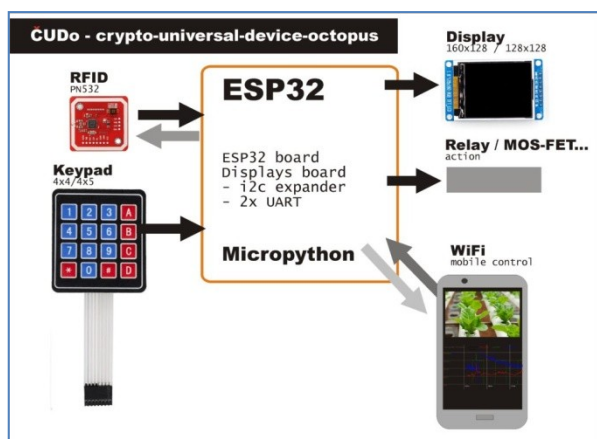 ČUDo - crypto-universal-device-octopus
RFID
PN532
Keypad
4x4/4x5
1 2 3 A
4 5 6 B
7 8 9 C
* 0 # D
ESP32
ESP32 board
Displays board
- i2c expander
- 2x UART
Micropython
Display
160x128 / 128x128
Relay / MOS-FET...
action
WiFi
mobile control